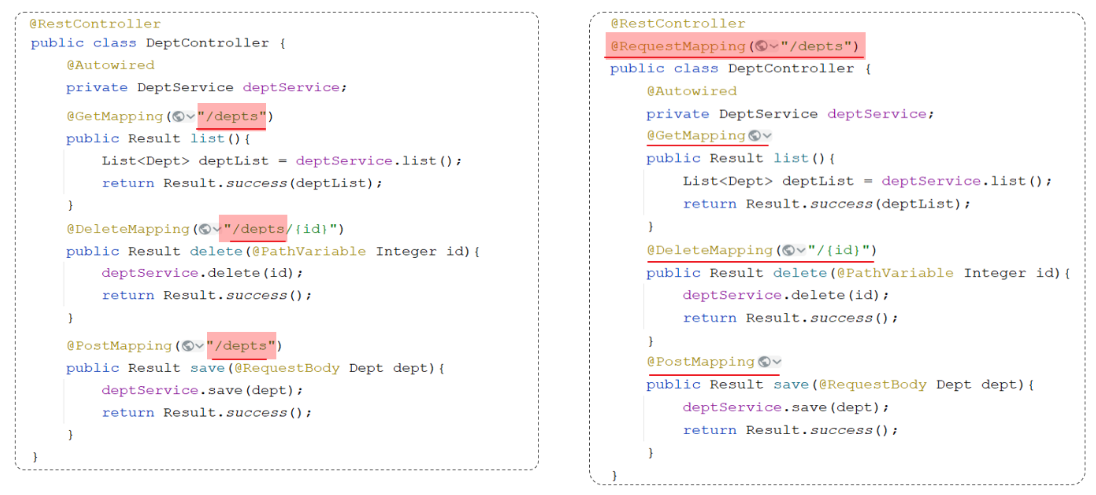 @RestController
public class DeptController {
@Autowired
private DeptService deptService;
@GetMapping("/depts")
public Result list(){
List<Dept> deptList = deptService.list();
return Result.success(deptList);
}
@DeleteMapping("/depts/{id}")
public Result delete(@PathVariable Integer id){
deptService.delete(id);
return Result.success();
}
@PostMapping("/depts")
public Result save(@RequestBody Dept dept){
deptService.save(dept);
return Result.success();
}
}
@RestController
@RequestMapping("/depts")
public class DeptController {
@Autowired
private DeptService deptService;
@GetMapping
public Result list(){
List<Dept> deptList = deptService.list();
return Result.success(deptList);
}
@DeleteMapping("/{id}")
public Result delete(@PathVariable Integer id){
deptService.delete(id);
return Result.success();
}
@PostMapping
public Result save(@RequestBody Dept dept){
deptService.save(dept);
return Result.success();
}
}